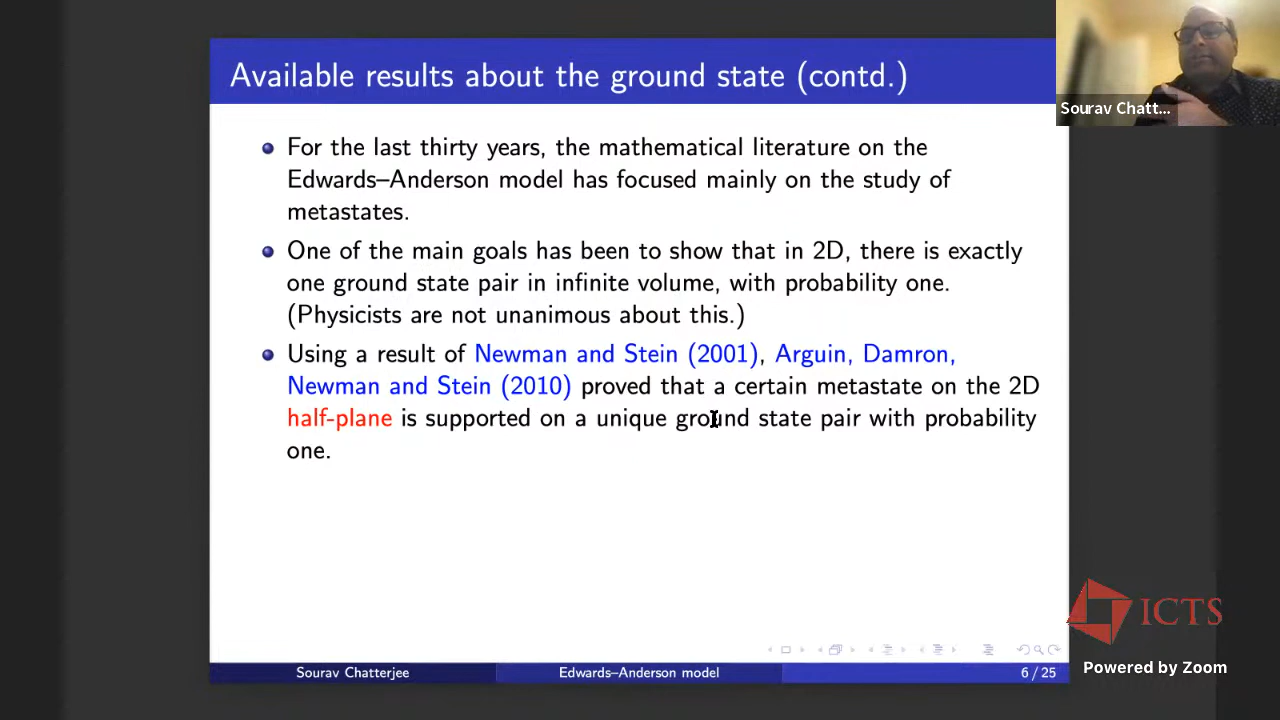 Available results about the ground state (contd.)
Sourav Chatt...
For the last thirty years, the mathematical literature on the
Edwards–Anderson model has focused mainly on the study of
metastates.
One of the main goals has been to show that in 2D, there is exactly
one ground state pair in infinite volume, with probability one.
(Physicists are not unanimous about this.)
Using a result of Newman and Stein (2001), Arguin, Damron,
Newman and Stein (2010) proved that a certain metastate on the 2D
half-plane is supported on a unique ground state pair with probability
one.
ICTS
Powered by Zoom
Sourav Chatterjee
Edwards–Anderson model
6 / 25